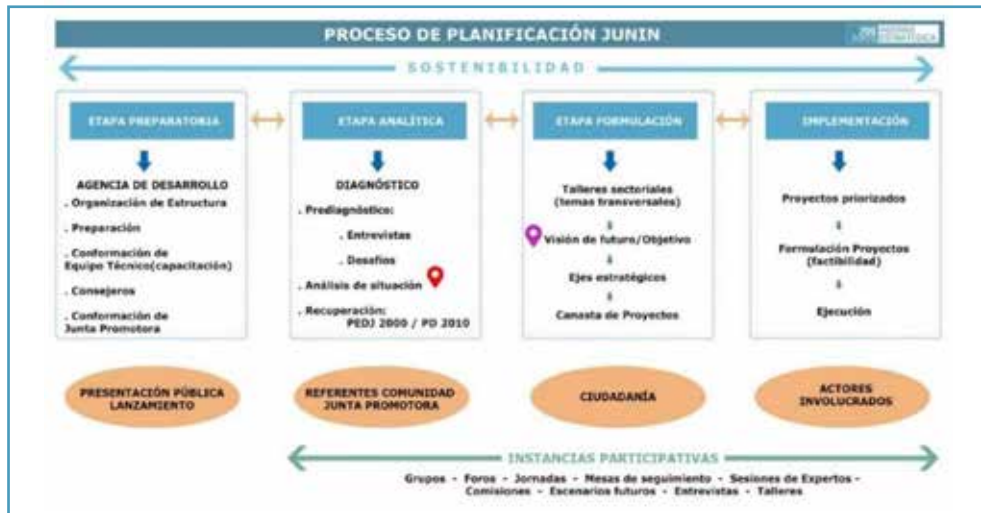 PROCESO DE PLANIFICACIÓN JUNIN
SOSTENIBILIDAD
ETAPA PREPARATORIA
AGENCIA DE DESARROLLO
. Organización de Estructura
. Preparación
. Conformación de
Equipo Técnico(capacitación)
. Consejeros
. Conformación de
Junta Promotora
PRESENTACIÓN PÚBLICA
LANZAMIENTO
ETAPA ANALÍTICA
DIAGNÓSTICO
. Prediagnóstico:
. Entrevistas
. Desafios
. Análisis de situación
. Recuperación:
PEDJ 2000 / PD 2010
REFERENTES COMUNIDAD
JUNTA PROMOTORA
ETAPA FORMULACIÓN
Talleres sectoriales
(temas transversales)
Visión de futuro/Objetivo
Ejes estratégicos
Canasta de Proyectos
CIUDADANÍA
IMPLEMENTACIÓN
Proyectos priorizados
Formulación Proyectos
(factibilidad)
Ejecución
ACTORES
INVOLUCRADOS
INSTANCIAS PARTICIPATIVAS
Grupos - Foros - Jornadas - Mesas de seguimiento - Sesiones de Expertos -
Comisiones - Escenarios futuros - Entrevistas - Talleres